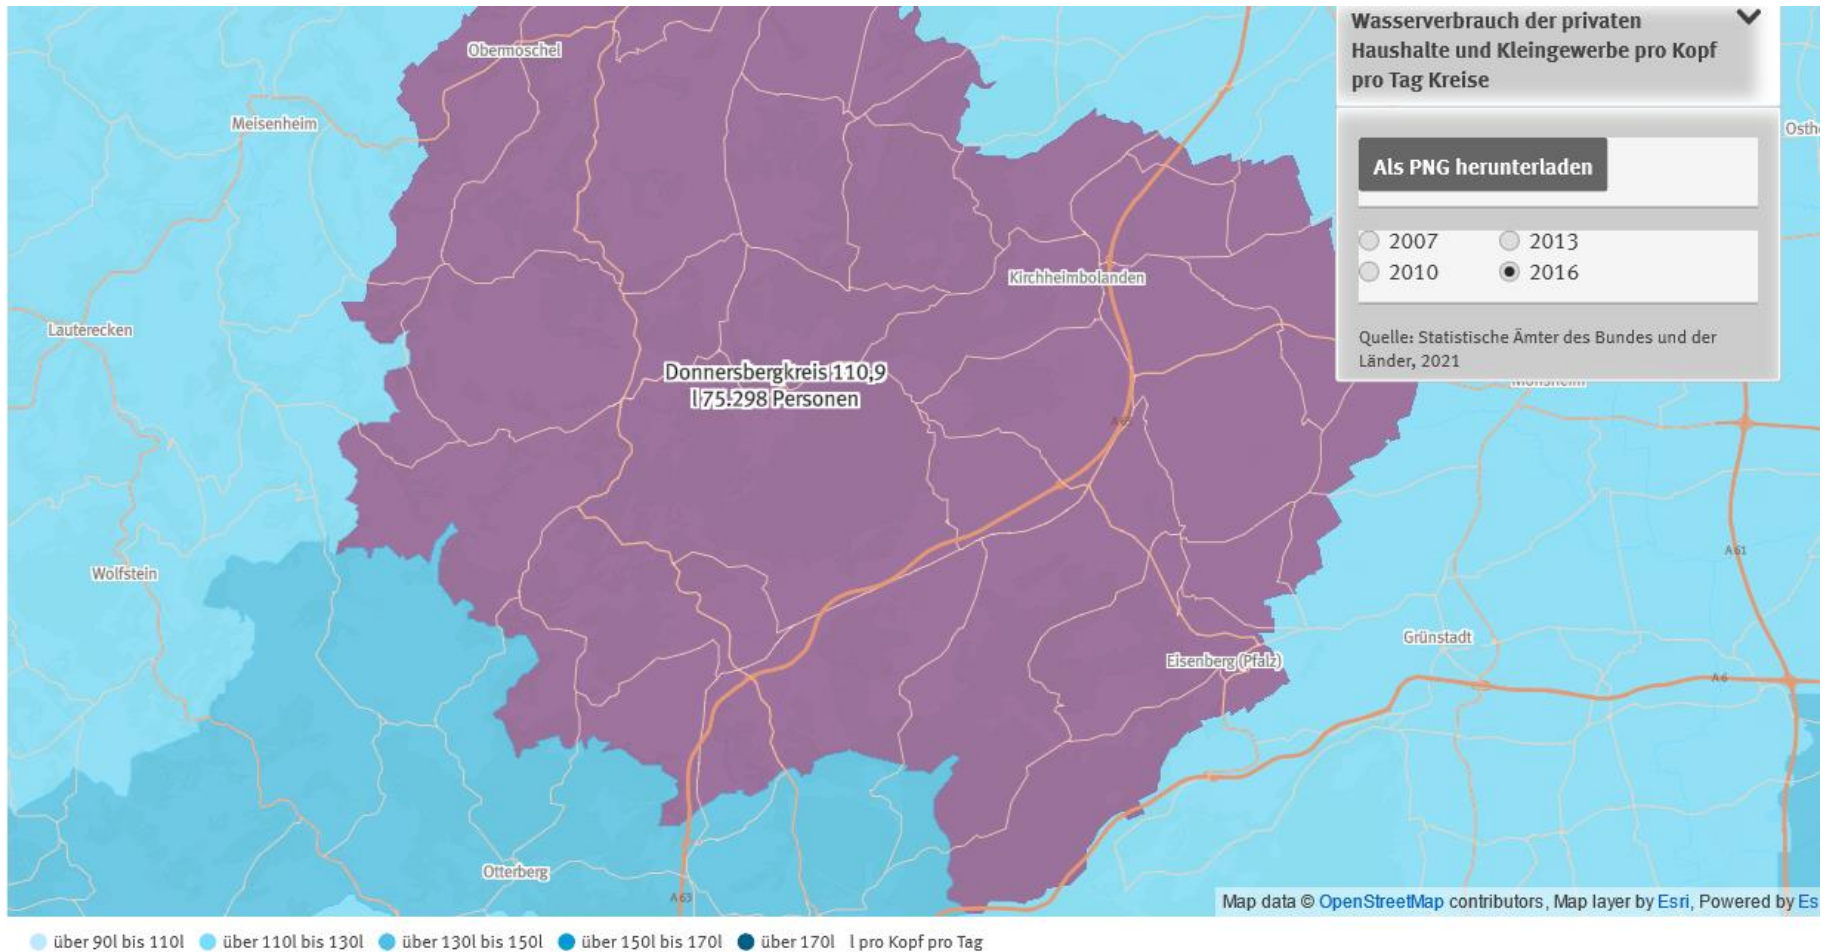 Wasserverbrauch der privaten
Haushalte und Kleingewerbe pro Kopf
pro Tag Kreise
Als PNG herunterladen
2007 2013
2010 2016
Quelle: Statistische Ämter des Bundes und der
Länder, 2021
Obermoschel
Meisenheim
Kirchheimbolanden
Lauterecken
Donnersbergkreis 110,9
l 75.298 Personen
A 61
Wolfstein
Grünstadt
Eisenberg (Pfalz)
A 6
Otterberg
A 63
Map data © OpenStreetMap contributors, Map layer by Esri, Powered by Es
über 90l bis 110l über 110l bis 130l über 130l bis 150l über 150l bis 170l über 170l l pro Kopf pro Tag